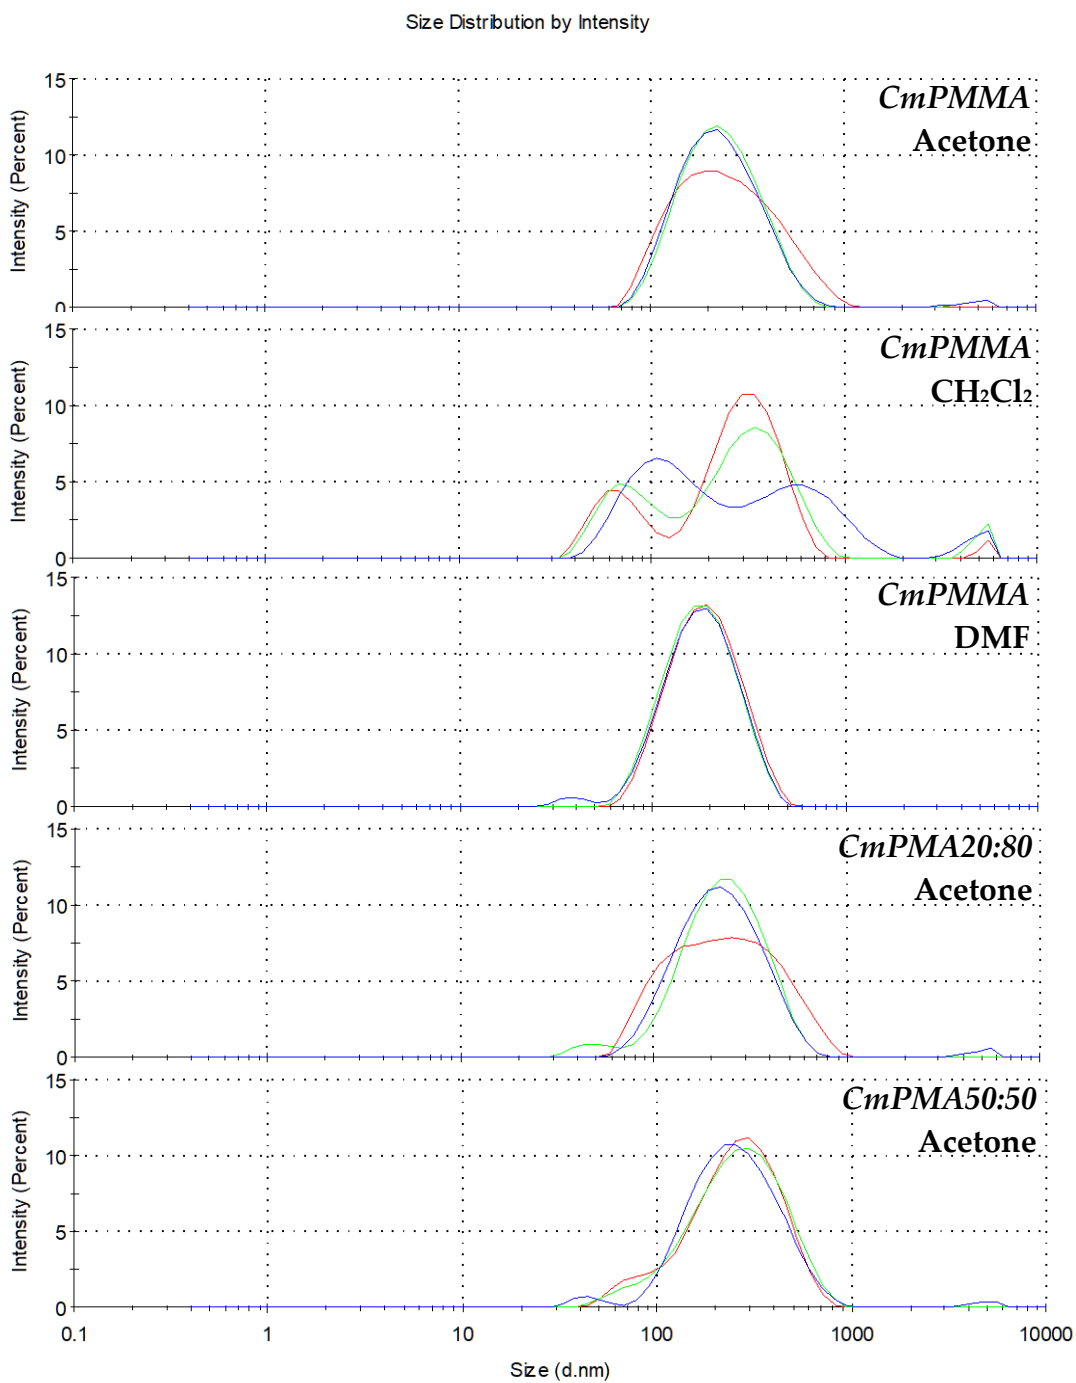 Size Distribution by Intensity
Intensity (Percent)
15
10
5
0
CmPMMA
Acetone
Intensity (Percent)
15
10
5
0
CmPMMA
CH₂Cl₂
Intensity (Percent)
15
10
5
0
CmPMMA
DMF
Intensity (Percent)
15
10
5
0
CmPMA20:80
Acetone
Intensity (Percent)
15
10
5
0
CmPMA50:50
Acetone
0.1 1 10 100 1000 10000
Size (d.nm)